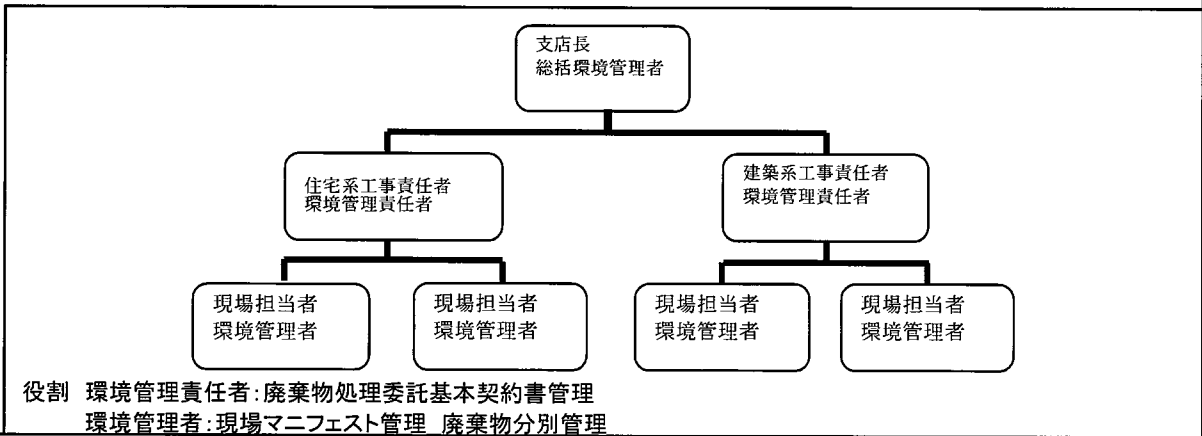 支店長
総括環境管理者
住宅系工事責任者
環境管理責任者
建築系工事責任者
環境管理責任者
現場担当者
環境管理者
現場担当者
環境管理者
現場担当者
環境管理者
現場担当者
環境管理者
役割 環境管理責任者:廃棄物処理委託基本契約書管理
環境管理者:現場マニフェスト管理 廃棄物分別管理